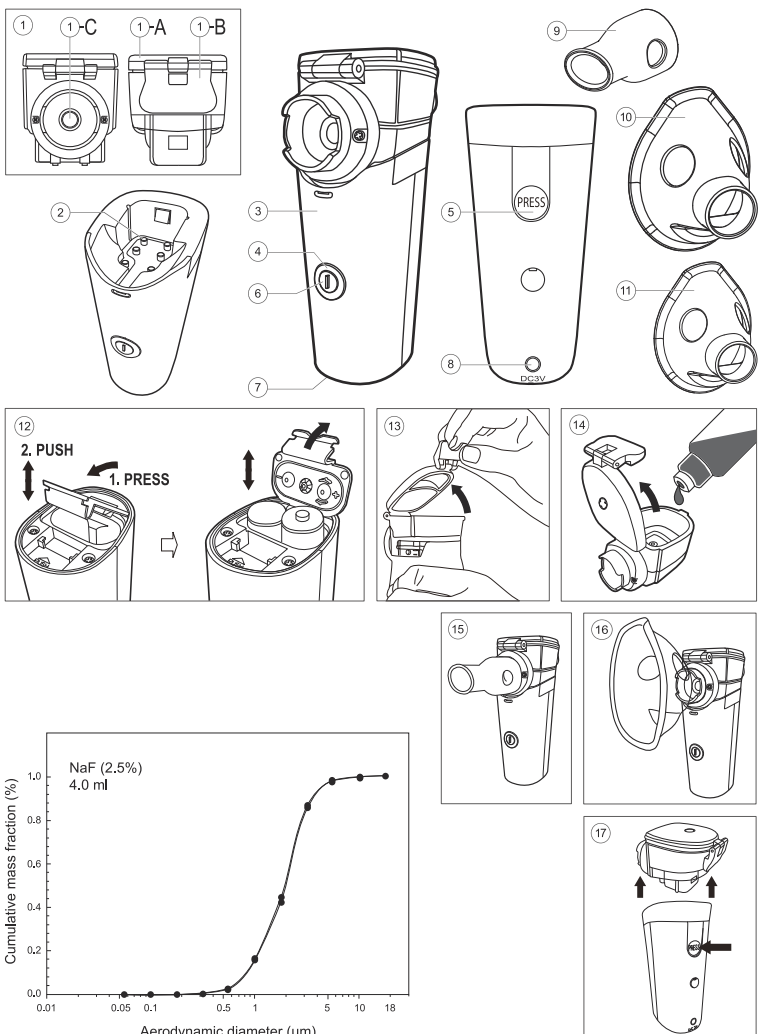 1
1-C
1-A
1-B
9
10
2
3
5
PRESS
4
6
11
7
8
DC3V
12
2. PUSH
1. PRESS
13
14
15
16
17
PRESS
DC3V
NaF (2.5%)
4.0 ml
Cumulative mass fraction (%)
1.0
0.8
0.6
0.4
0.2
0.0
0.01
0.05
0.1
0.5
1
5
10
18
Aerodynamic diameter (um)